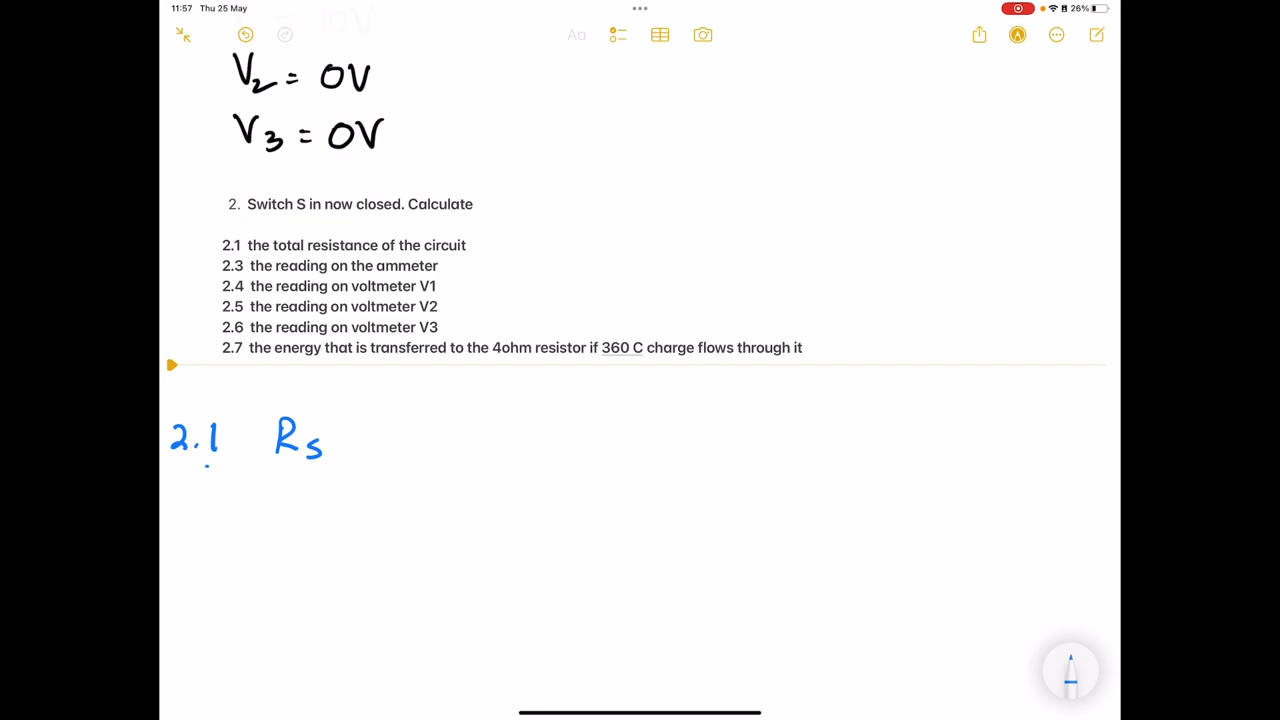 11:57 Thu 25 May
26%
Aa
V2 = 0V
V3 = 0V
2. Switch S in now closed. Calculate
2.1 the total resistance of the circuit
2.3 the reading on the ammeter
2.4 the reading on voltmeter V1
2.5 the reading on voltmeter V2
2.6 the reading on voltmeter V3
2.7 the energy that is transferred to the 4ohm resistor if 360 C charge flows through it
2.1 Rs